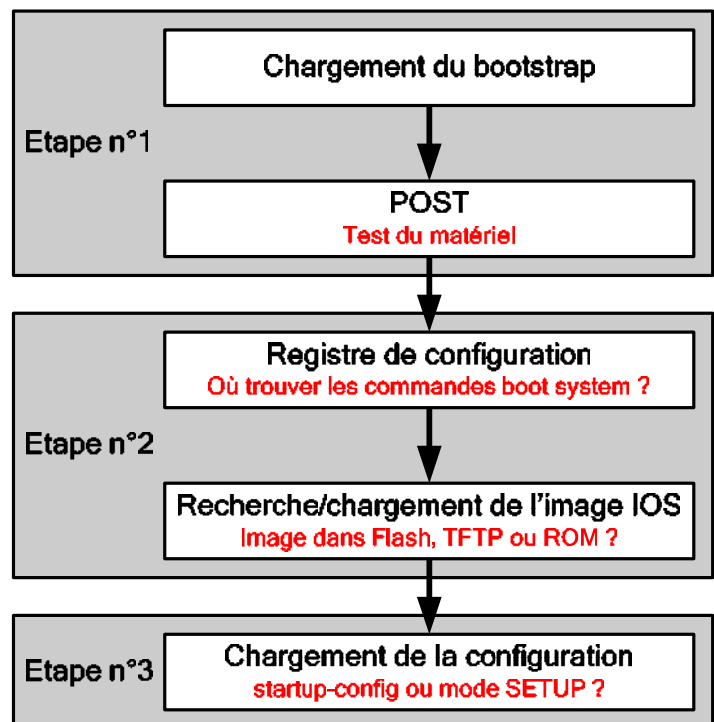 Etape n°1
Chargement du bootstrap
POST
Test du matériel
Etape n°2
Registre de configuration
Où trouver les commandes boot system ?
Recherche/chargement de l'image IOS
Image dans Flash, TFTP ou ROM ?
Etape n°3
Chargement de la configuration
startup-config ou mode SETUP ?